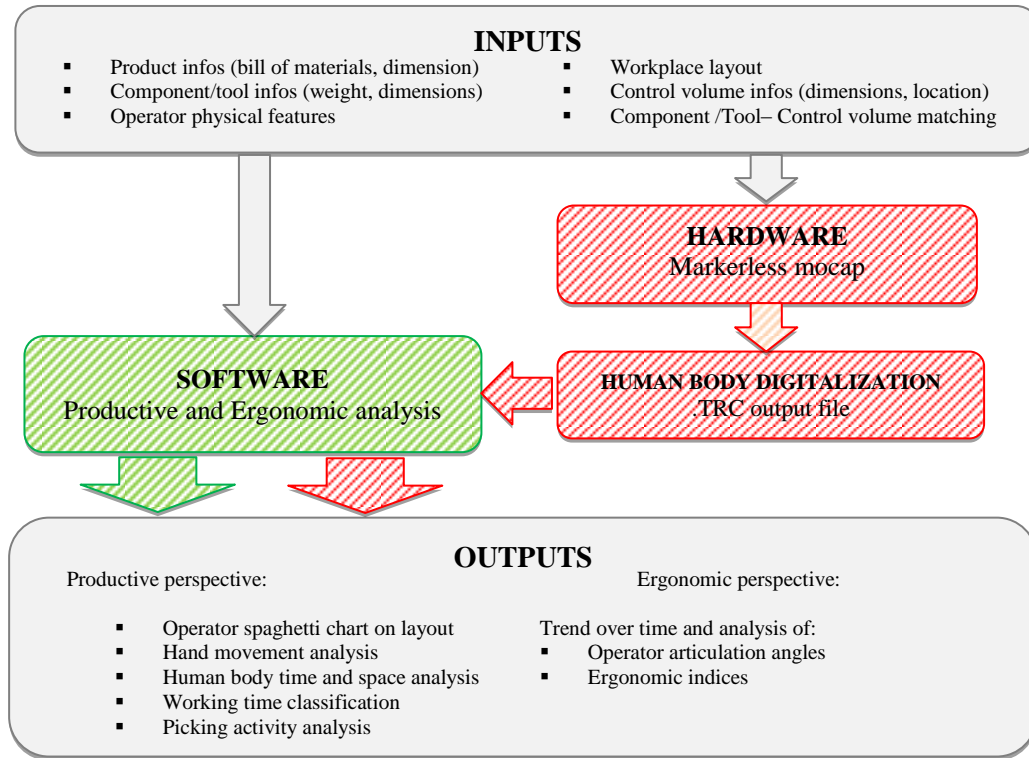 INPUTS
Product infos (bill of materials, dimension)
Component/tool infos (weight, dimensions)
Operator physical features
Workplace layout
Control volume infos (dimensions, location)
Component /Tool– Control volume matching
HARDWARE
Markerless mocap
SOFTWARE
Productive and Ergonomic analysis
HUMAN BODY DIGITALIZATION
.TRC output file
OUTPUTS
Productive perspective:
Operator spaghetti chart on layout
Hand movement analysis
Human body time and space analysis
Working time classification
Picking activity analysis
Ergonomic perspective:
Trend over time and analysis of:
Operator articulation angles
Ergonomic indices